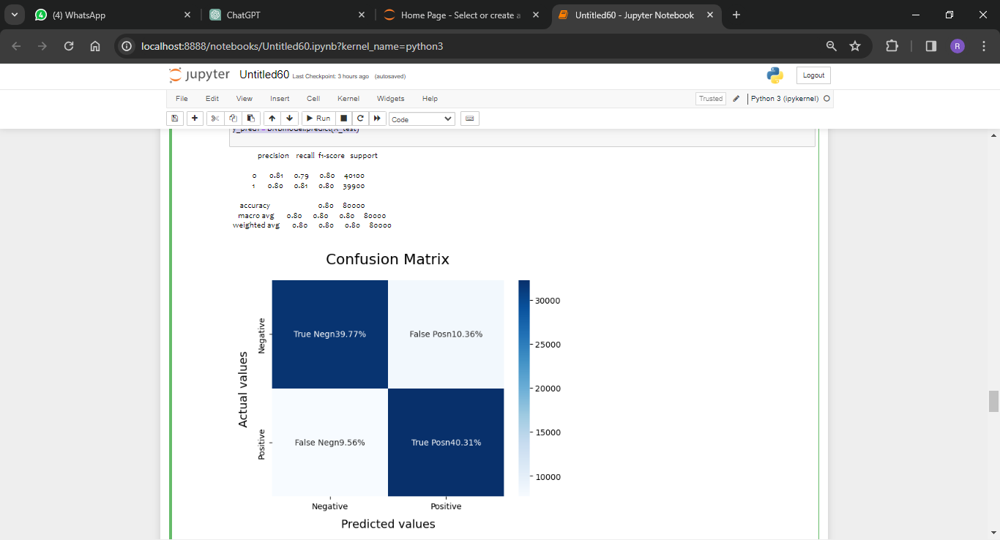 (4) WhatsApp
ChatGPT
Home Page - Select or create a
Untitled60 - Jupyter Notebook
localhost:8888/notebooks/Untitled60.ipynb?kernel_name=python3
R
jupyter Untitled60 Last Checkpoint: 3 hours ago (autosaved)
Logout
File Edit View Insert Cell Kernel Widgets Help
Trusted Python 3 (ipykernel)
Run Code
y_pred1 = BNBmodel.predict(X_test)
precision recall f1-score support
0 0.81 0.79 0.80 40100
1 0.80 0.81 0.80 39900
accuracy 0.80 80000
macro avg 0.80 0.80 0.80 80000
weighted avg 0.80 0.80 0.80 80000
Confusion Matrix
Actual values
Negative
True Negn39.77%
False Posn10.36%
Positive
False Negn9.56%
True Posn40.31%
Negative
Positive
Predicted values
30000
25000
20000
15000
10000